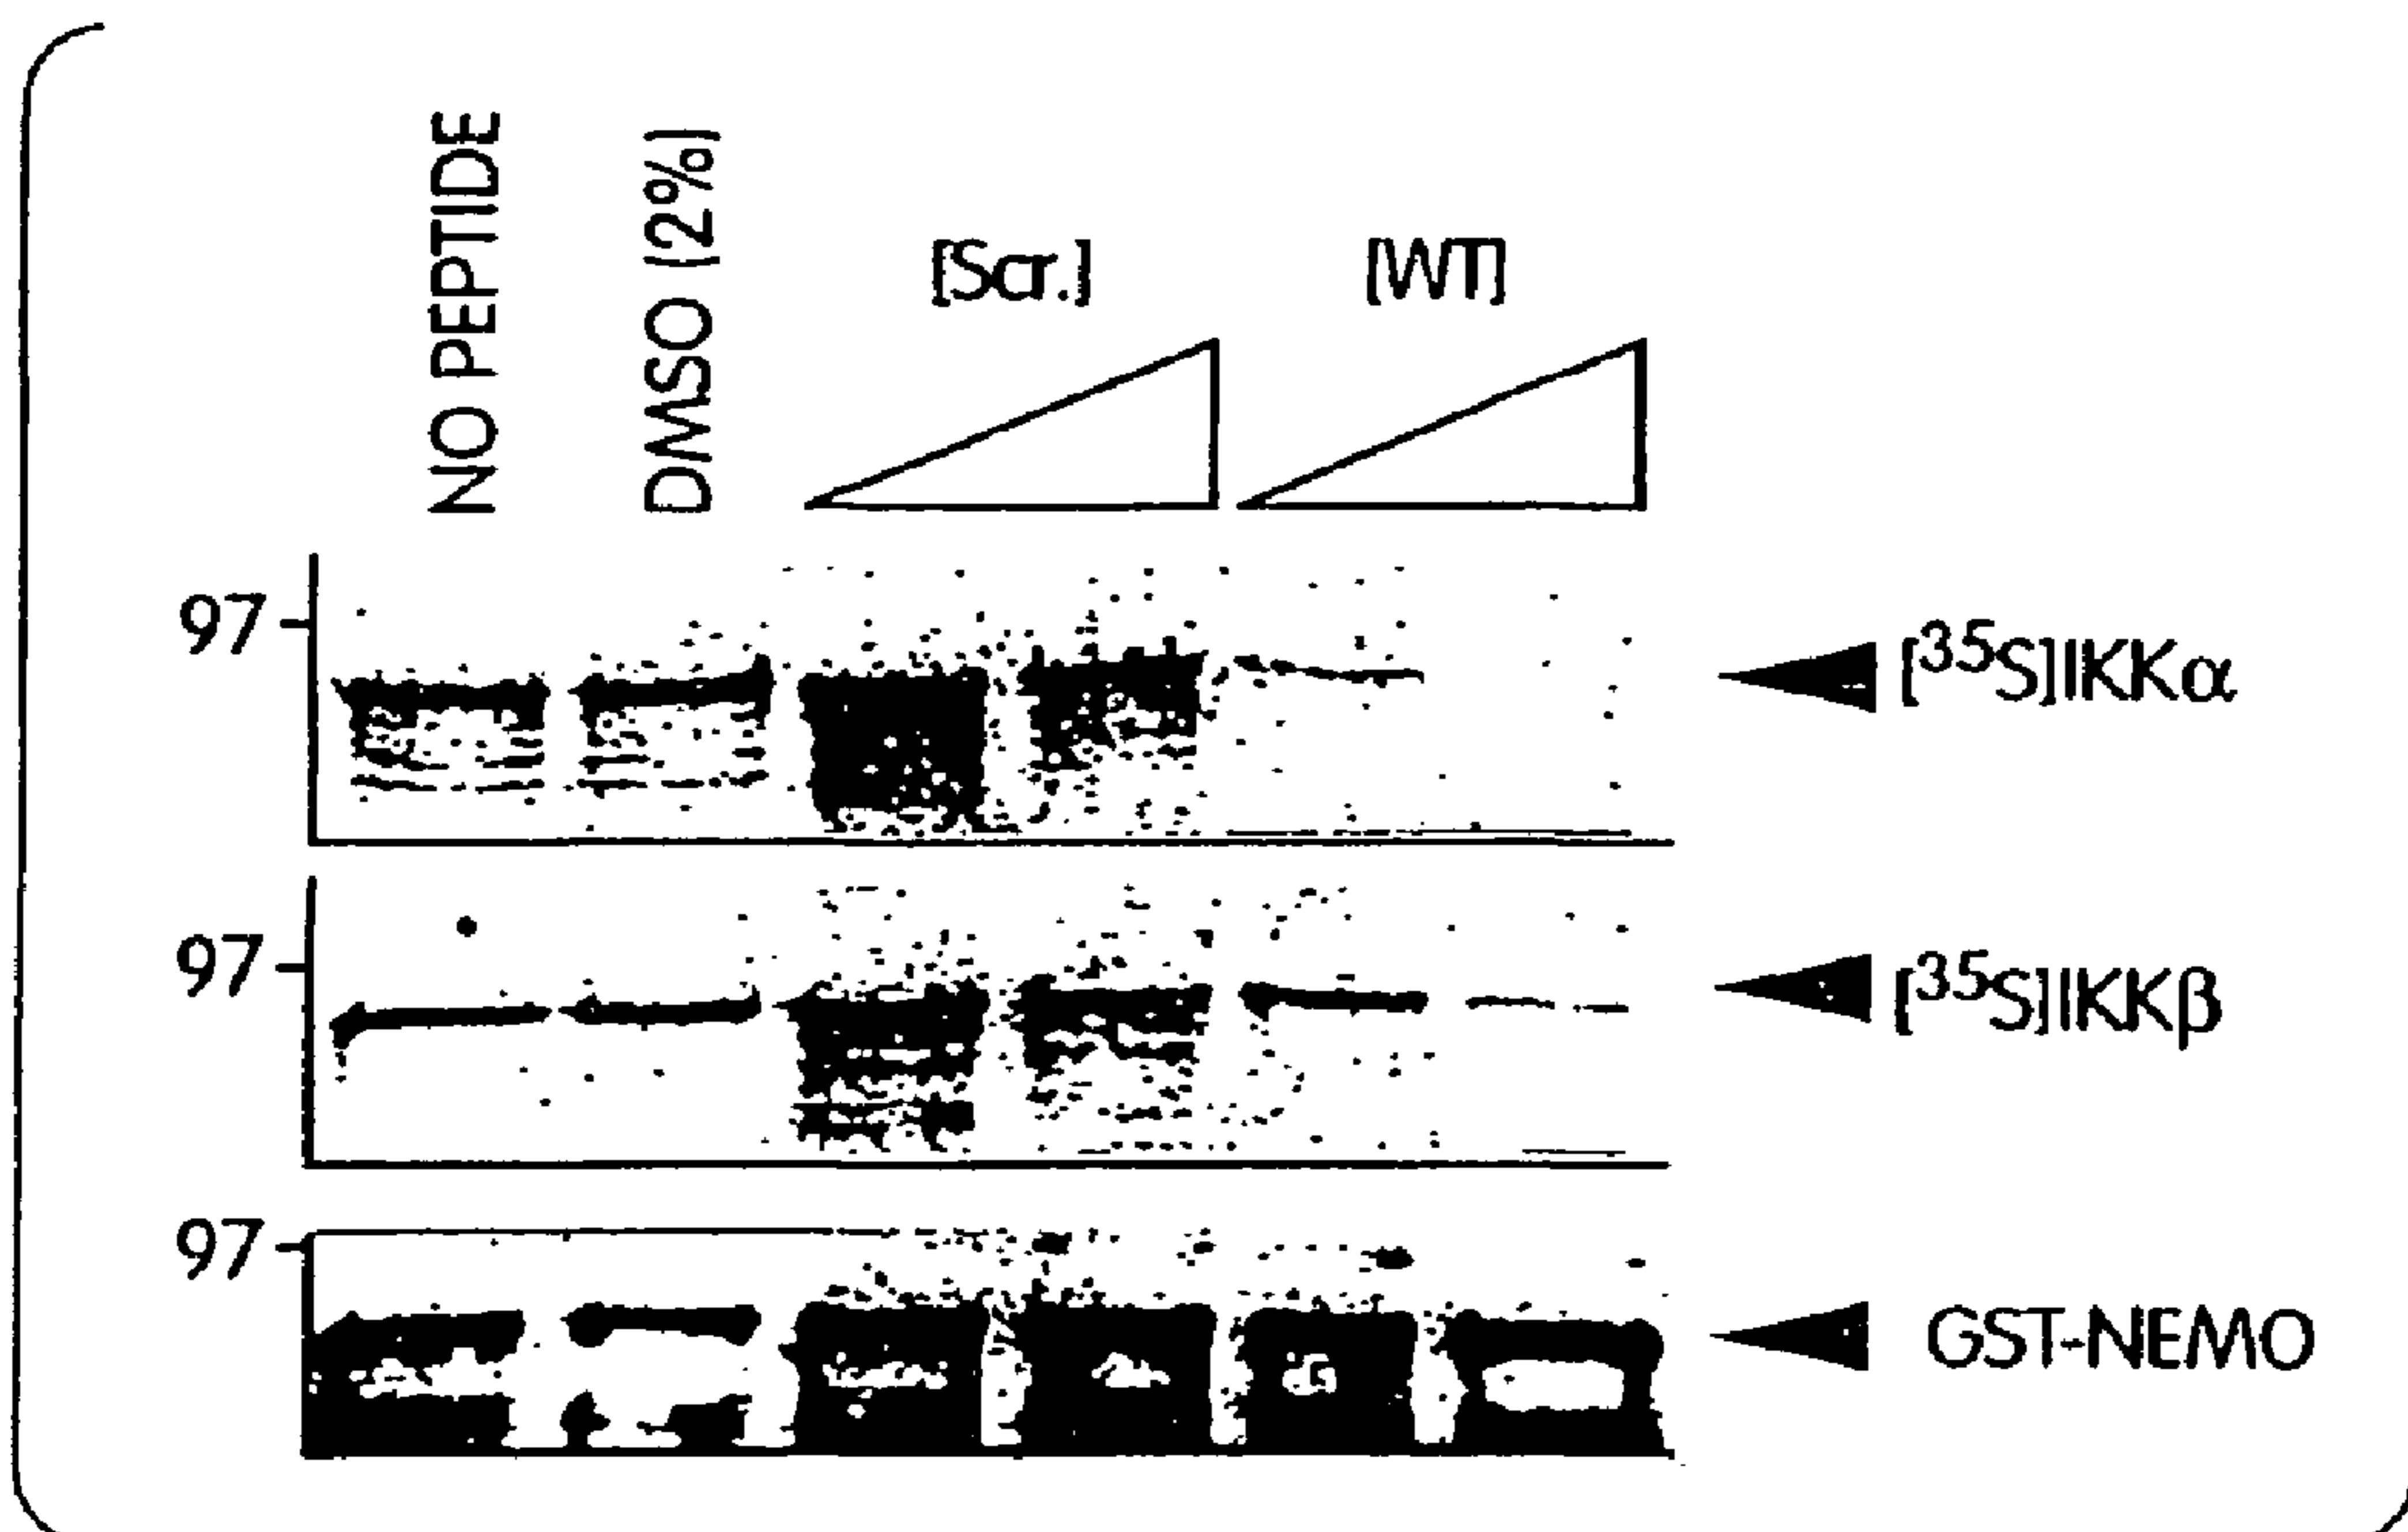 NO PEPTIDE
DMSO (2%)
[Scr.]
[WT]
97
[³⁵S]IKKα
97
[³⁵S]IKKβ
97
GST-NEMO